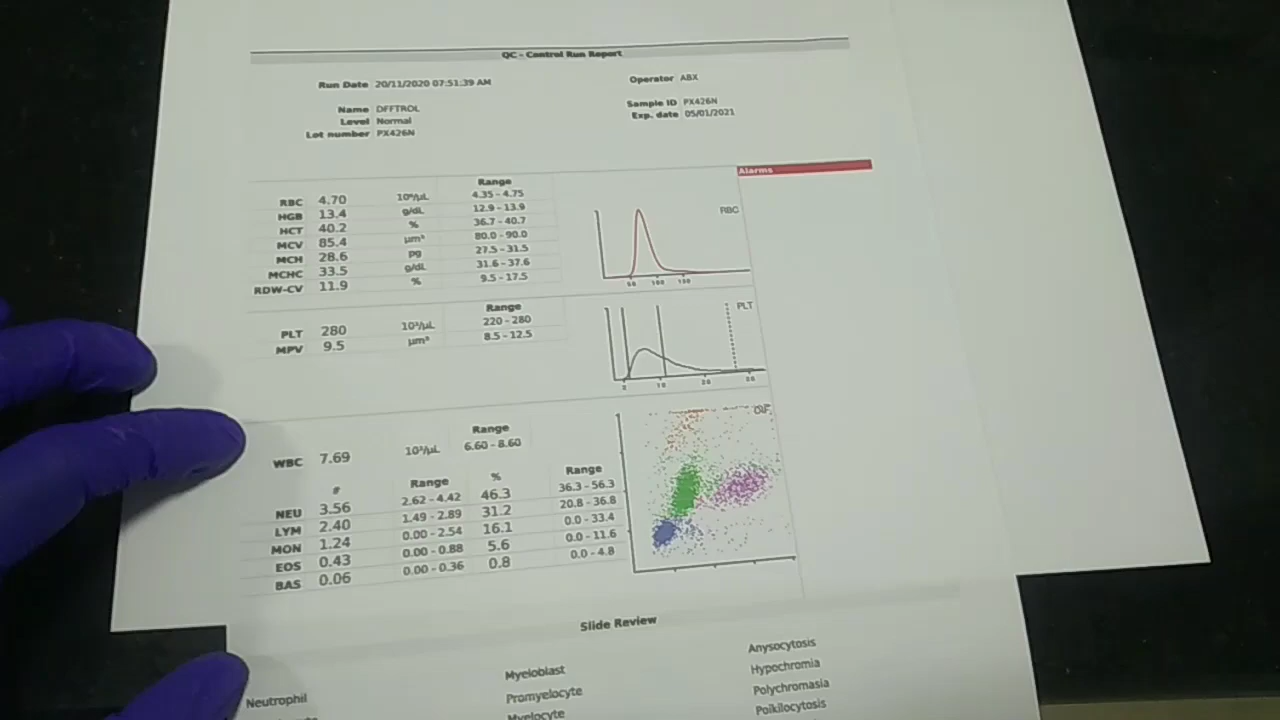 QC - Control Run Report
Run Date 20/11/2020 07:51:39 AM
Operator ABX
Name DFFTROL
Level Normal
Lot number PX426N
Sample ID PX426N
Exp. date 05/01/2021
Alarms
Range
RBC 4.70 10⁶/µL 4.35 - 4.75
HGB 13.4 g/dL 12.9 - 13.9
HCT 40.2 % 36.7 - 40.7
MCV 85.4 µm³ 80.0 - 90.0
MCH 28.6 pg 27.5 - 31.5
MCHC 33.5 g/dL 31.6 - 37.6
RDW-CV 11.9 % 9.5 - 17.5
RBC
50 100 150
Range
PLT 280 10³/µL 220 - 280
MPV 9.5 µm³ 8.5 - 12.5
PLT
2 10 20 30
Range
WBC 7.69 10³/µL 6.60 - 8.60
# Range % Range
NEU 3.56 2.62 - 4.42 46.3 36.3 - 56.3
LYM 2.40 1.49 - 2.89 31.2 20.8 - 36.8
MON 1.24 0.00 - 2.54 16.1 0.0 - 33.4
EOS 0.43 0.00 - 0.88 5.6 0.0 - 11.6
BAS 0.06 0.00 - 0.36 0.8 0.0 - 4.8
Slide Review
Neutrophil
Myeloblast
Promyelocyte
Myelocyte
Anysocytosis
Hypochromia
Polychromasia
Poikilocytosis